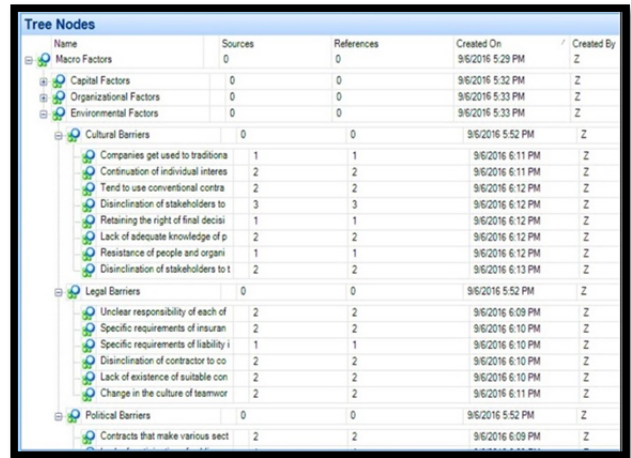 Tree Nodes
Name Sources References Created On Created By
Macro Factors 0 0 9/6/2016 5:29 PM Z
Capital Factors 0 0 9/6/2016 5:32 PM Z
Organizational Factors 0 0 9/6/2016 5:33 PM Z
Environmental Factors 0 0 9/6/2016 5:33 PM Z
Cultural Barriers 0 0 9/6/2016 5:52 PM Z
Companies get used to traditiona 1 1 9/6/2016 6:11 PM Z
Continuation of individual interes 2 2 9/6/2016 6:11 PM Z
Tend to use conventional contra 2 2 9/6/2016 6:12 PM Z
Disinclination of stakeholders to 3 3 9/6/2016 6:12 PM Z
Retaining the right of final decisi 1 1 9/6/2016 6:12 PM Z
Lack of adequate knowledge of p 2 2 9/6/2016 6:12 PM Z
Resistance of people and organi 1 1 9/6/2016 6:12 PM Z
Disinclination of stakeholders to t 2 2 9/6/2016 6:13 PM Z
Legal Barriers 0 0 9/6/2016 5:52 PM Z
Unclear responsibility of each of 2 2 9/6/2016 6:09 PM Z
Specific requirements of insuran 2 2 9/6/2016 6:10 PM Z
Specific requirements of liability i 1 1 9/6/2016 6:10 PM Z
Disinclination of contractor to co 2 2 9/6/2016 6:10 PM Z
Lack of existence of suitable con 2 2 9/6/2016 6:10 PM Z
Change in the culture of teamwor 2 2 9/6/2016 6:11 PM Z
Political Barriers 0 0 9/6/2016 5:52 PM Z
Contracts that make various sect 2 2 9/6/2016 6:09 PM Z